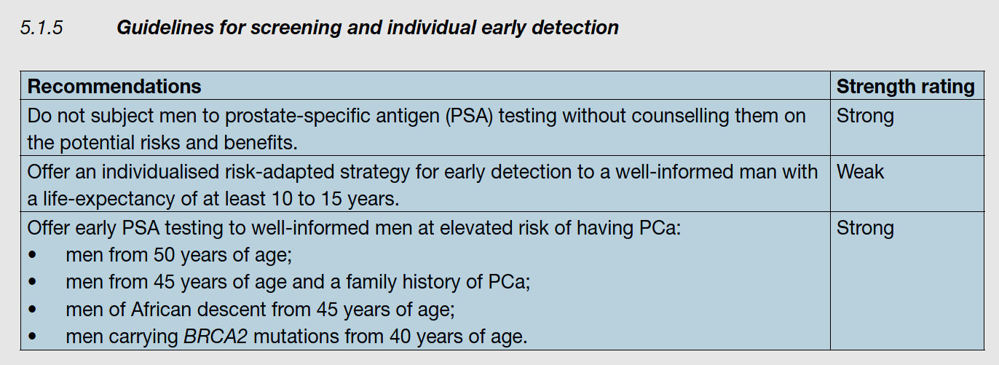 5.1.5 Guidelines for screening and individual early detection
Recommendations Strength rating
Do not subject men to prostate-specific antigen (PSA) testing without counselling them on Strong
the potential risks and benefits.
Offer an individualised risk-adapted strategy for early detection to a well-informed man with Weak
a life-expectancy of at least 10 to 15 years.
Offer early PSA testing to well-informed men at elevated risk of having PCa: Strong
• men from 50 years of age;
• men from 45 years of age and a family history of PCa;
• men of African descent from 45 years of age;
• men carrying BRCA2 mutations from 40 years of age.